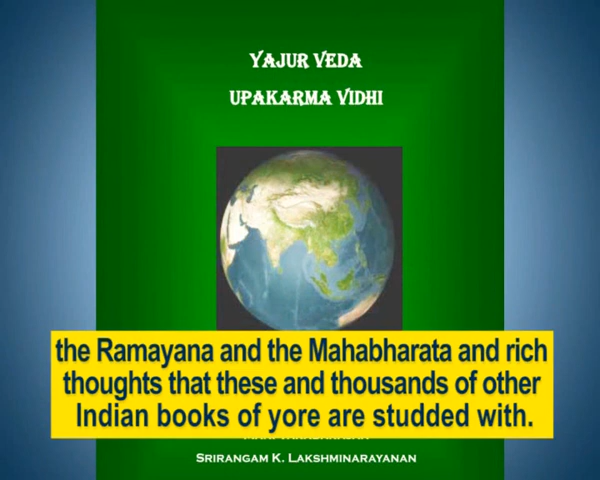 YAJUR VEDA
UPAKARMA VIDHI
the Ramayana and the Mahabharata and rich
thoughts that these and thousands of other
Indian books of yore are studded with.
SRIRANGAM K. LAKSHMINARAYANAN